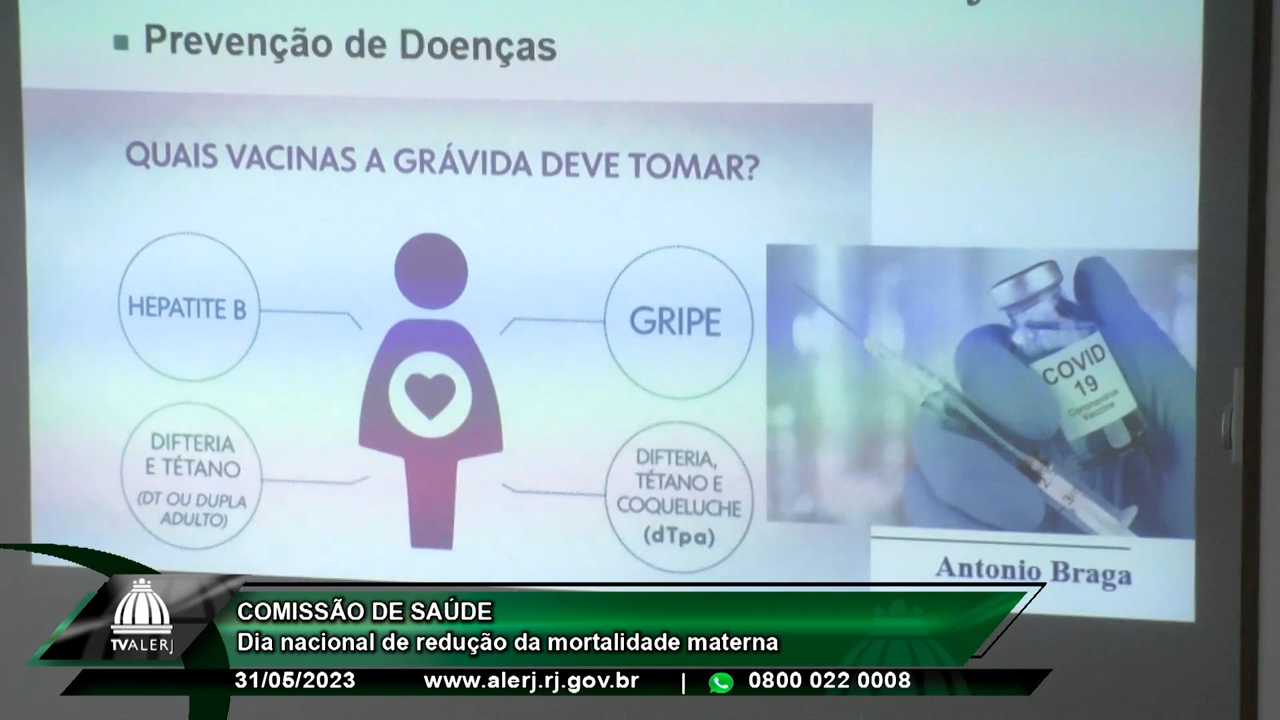 Prevenção de Doenças
QUAIS VACINAS A GRÁVIDA DEVE TOMAR?
HEPATITE B
GRIPE
DIFTERIA
E TÉTANO
(DT OU DUPLA
ADULTO)
DIFTERIA,
TÉTANO E
COQUELUCHE
(dTpa)
COVID
19
Coronavirus
Vaccine
Antonio Braga
TVALERJ
COMISSÃO DE SAÚDE
Dia nacional de redução da mortalidade materna
31/05/2023 www.alerj.rj.gov.br | 0800 022 0008